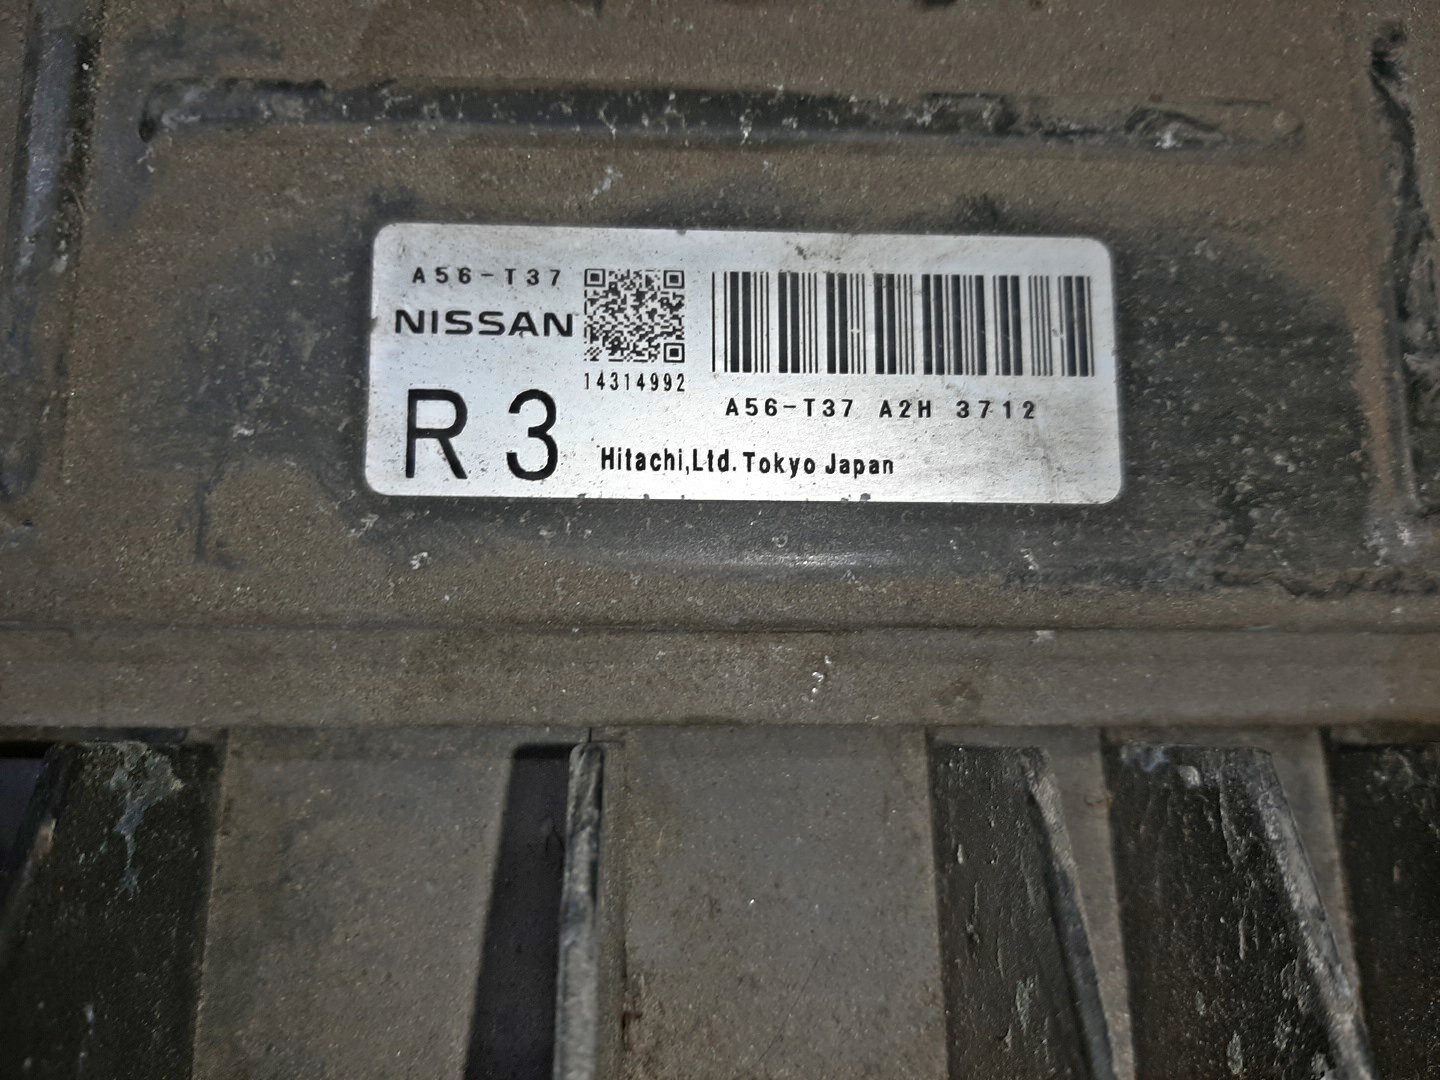 A56-T37
NISSAN
14314992
R3
A56-T37 A2H 3712
Hitachi,Ltd. Tokyo Japan